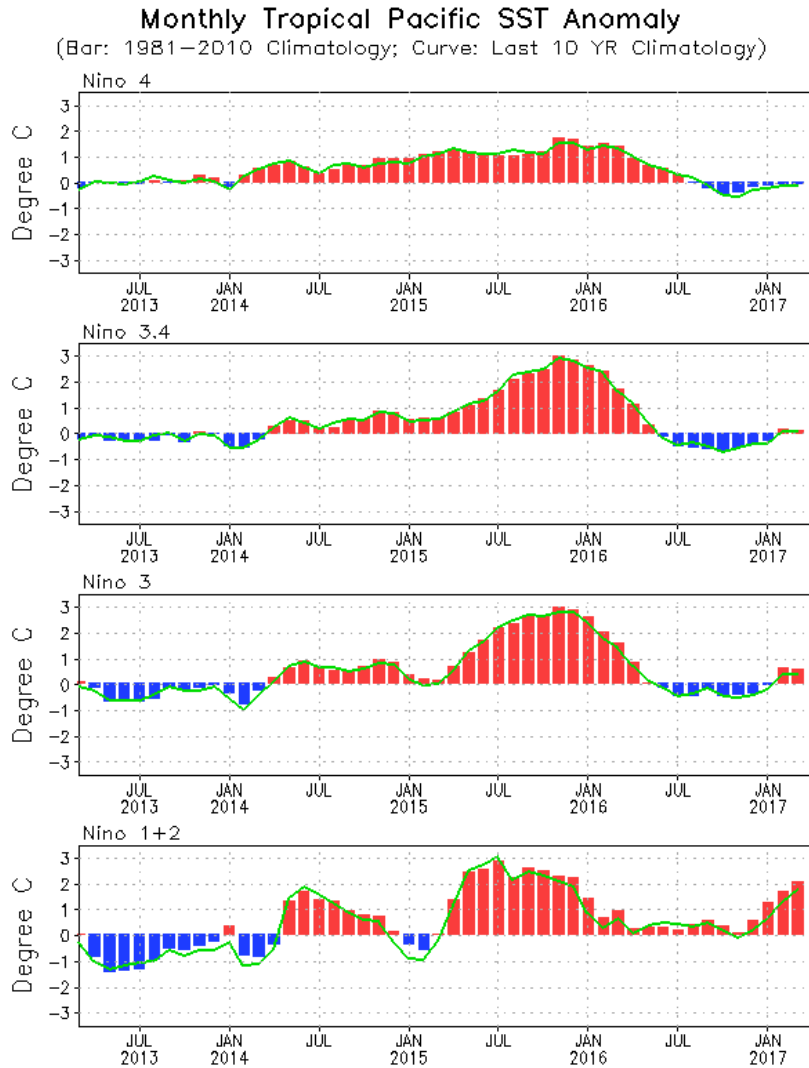 Monthly Tropical Pacific SST Anomaly
(Bar: 1981-2010 Climatology; Curve: Last 10 YR Climatology)
Nino 4
Degree C
3
2
1
0
-1
-2
-3
JUL JAN JUL JAN JUL JAN JUL JAN
2013 2014 2015 2016 2017
Nino 3.4
Degree C
3
2
1
0
-1
-2
-3
JUL JAN JUL JAN JUL JAN JUL JAN
2013 2014 2015 2016 2017
Nino 3
Degree C
3
2
1
0
-1
-2
-3
JUL JAN JUL JAN JUL JAN JUL JAN
2013 2014 2015 2016 2017
Nino 1+2
Degree C
3
2
1
0
-1
-2
-3
JUL JAN JUL JAN JUL JAN JUL JAN
2013 2014 2015 2016 2017